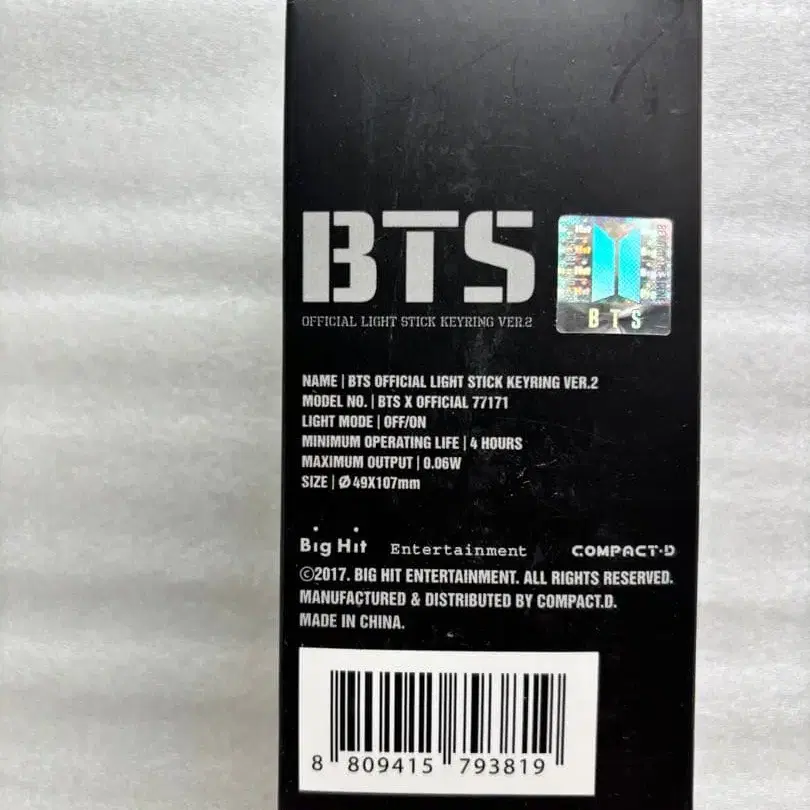 BTS
OFFICIAL LIGHT STICK KEYRING VER.2
BTS
NAME | BTS OFFICIAL LIGHT STICK KEYRING VER.2
MODEL NO. | BTS X OFFICIAL 77171
LIGHT MODE | OFF/ON
MINIMUM OPERATING LIFE | 4 HOURS
MAXIMUM OUTPUT | 0.06W
SIZE | Ø 49X107mm
Big Hit Entertainment COMPACT·D
©2017. BIG HIT ENTERTAINMENT. ALL RIGHTS RESERVED.
MANUFACTURED & DISTRIBUTED BY COMPACT.D.
MADE IN CHINA.
8 809415 793819